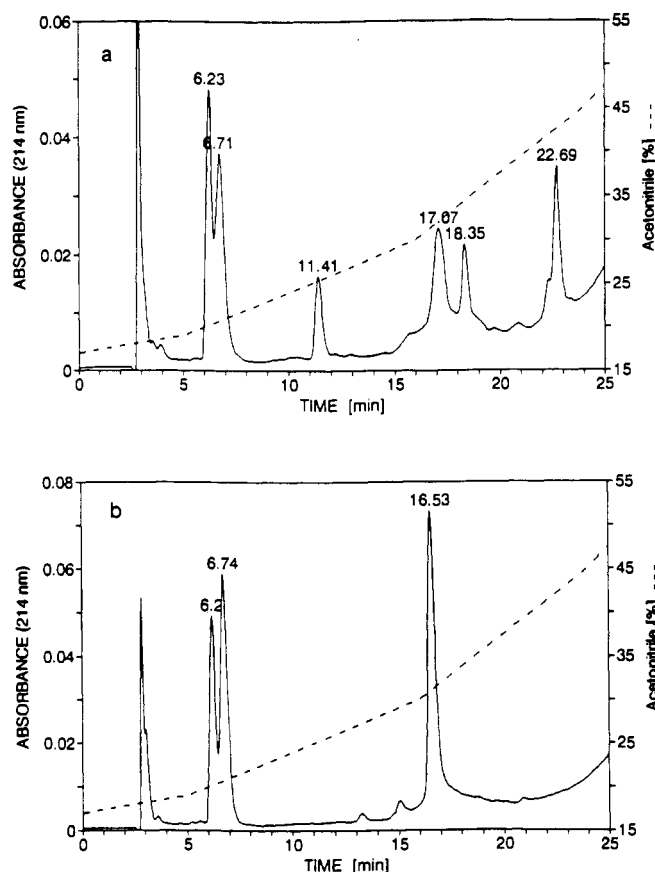 a
0.06
0.04
0.02
0
ABSORBANCE (214 nm)
6.23
6.71
11.41
17.07
18.35
22.69
55
45
35
25
15
Acetonitrile [%] ---
0 5 10 15 20 25
TIME [min]
b
0.08
0.06
0.04
0.02
0
ABSORBANCE (214 nm)
6.2
6.74
16.53
55
45
35
25
15
Acetonitrile [%] ---
0 5 10 15 20 25
TIME [min]